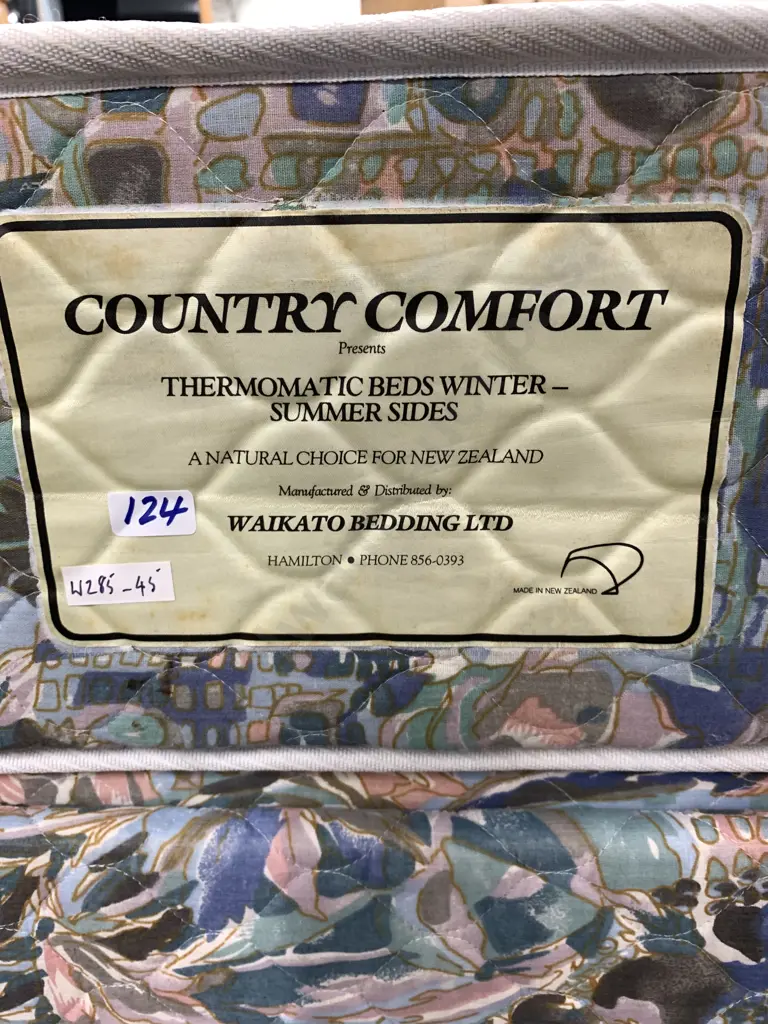 COUNTRY COMFORT
Presents
THERMOMATIC BEDS WINTER –
SUMMER SIDES
A NATURAL CHOICE FOR NEW ZEALAND
Manufactured & Distributed by:
124
WAIKATO BEDDING LTD
HAMILTON • PHONE 856-0393
W285-45
MADE IN NEW ZEALAND